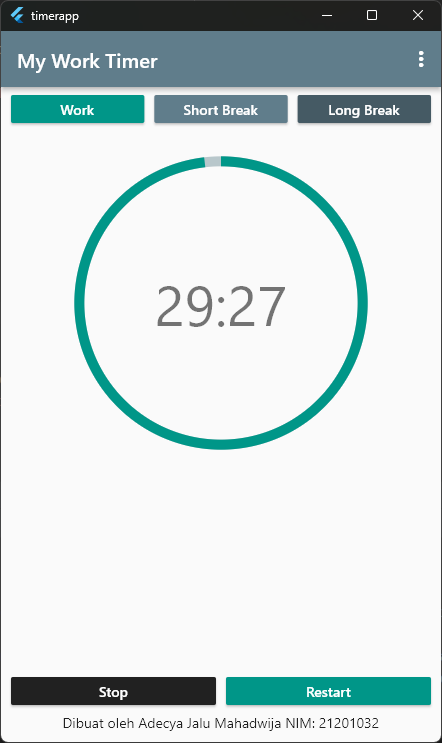 timerapp
My Work Timer
Work Short Break Long Break
29:27
Stop Restart
Dibuat oleh Adecya Jalu Mahadwija NIM: 21201032